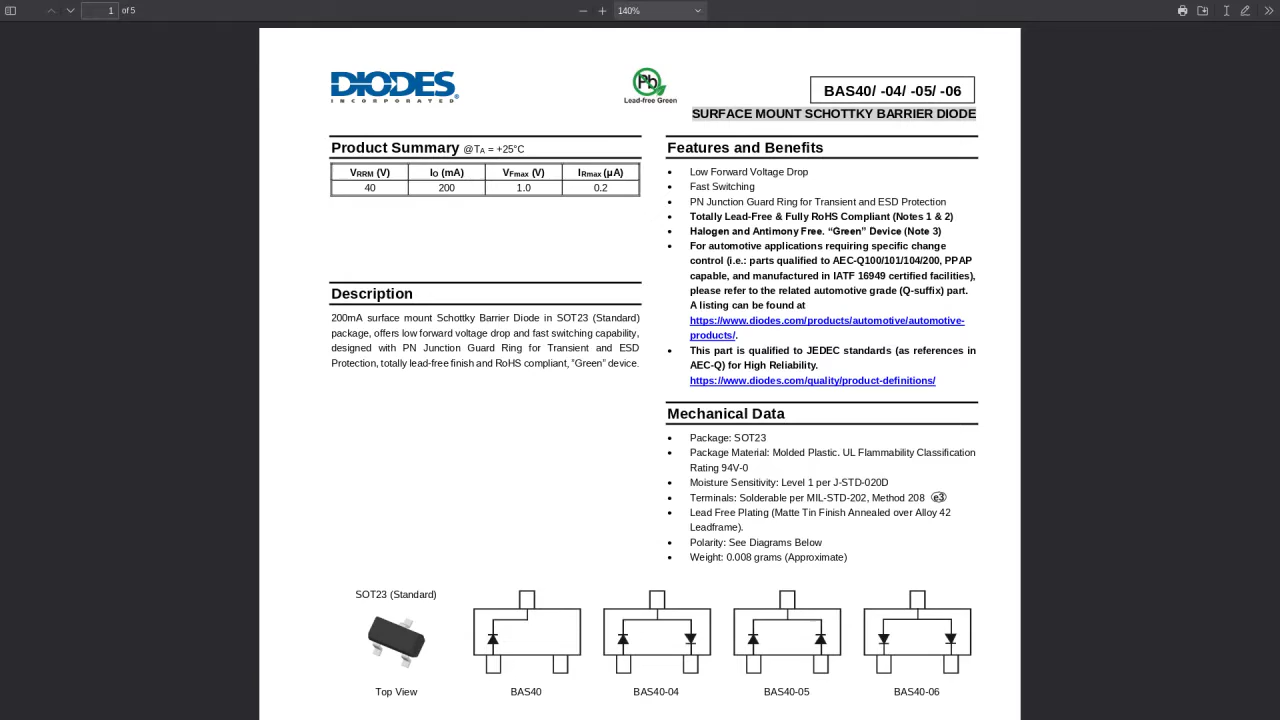 1 of 5
140%
DIODES®
INCORPORATED
Pb
Lead-free Green
BAS40/ -04/ -05/ -06
SURFACE MOUNT SCHOTTKY BARRIER DIODE
Product Summary @TA = +25°C
VRRM (V) IO (mA) VFmax (V) IRmax (µA)
40 200 1.0 0.2
Description
200mA surface mount Schottky Barrier Diode in SOT23 (Standard)
package, offers low forward voltage drop and fast switching capability,
designed with PN Junction Guard Ring for Transient and ESD
Protection, totally lead-free finish and RoHS compliant, "Green" device.
Features and Benefits
• Low Forward Voltage Drop
• Fast Switching
• PN Junction Guard Ring for Transient and ESD Protection
• Totally Lead-Free & Fully RoHS Compliant (Notes 1 & 2)
• Halogen and Antimony Free. “Green” Device (Note 3)
• For automotive applications requiring specific change
control (i.e.: parts qualified to AEC-Q100/101/104/200, PPAP
capable, and manufactured in IATF 16949 certified facilities),
please refer to the related automotive grade (Q-suffix) part.
A listing can be found at
https://www.diodes.com/products/automotive/automotive-
products/.
• This part is qualified to JEDEC standards (as references in
AEC-Q) for High Reliability.
https://www.diodes.com/quality/product-definitions/
Mechanical Data
• Package: SOT23
• Package Material: Molded Plastic. UL Flammability Classification
Rating 94V-0
• Moisture Sensitivity: Level 1 per J-STD-020D
• Terminals: Solderable per MIL-STD-202, Method 208 e3
• Lead Free Plating (Matte Tin Finish Annealed over Alloy 42
Leadframe).
• Polarity: See Diagrams Below
• Weight: 0.008 grams (Approximate)
SOT23 (Standard)
Top View BAS40 BAS40-04 BAS40-05 BAS40-06